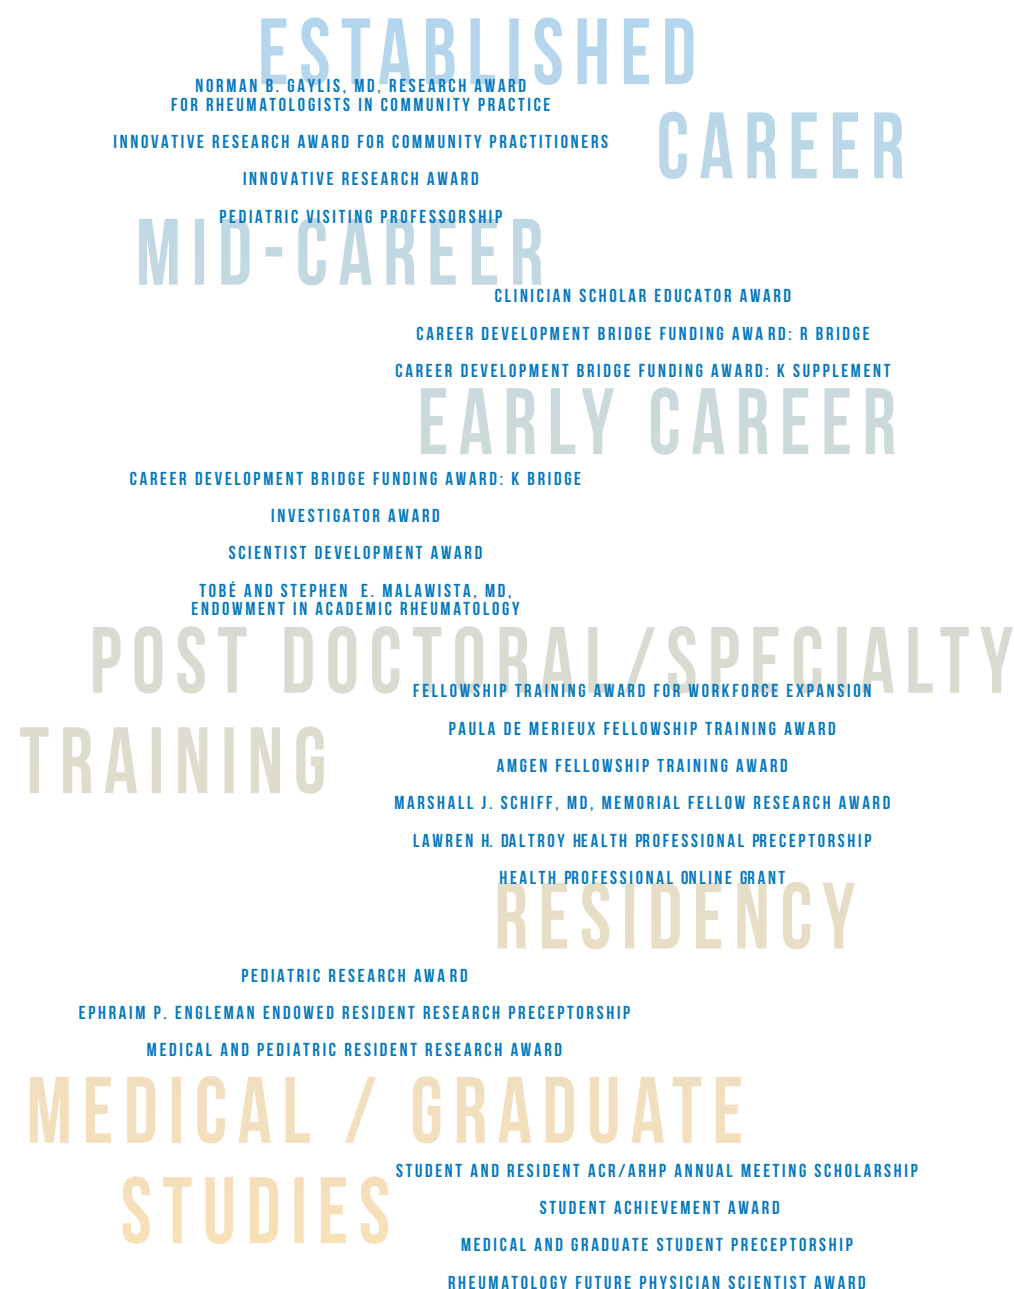 ESTABLISHED
NORMAN B. GAYLIS, MD, RESEARCH AWARD
FOR RHEUMATOLOGISTS IN COMMUNITY PRACTICE
CAREER
INNOVATIVE RESEARCH AWARD FOR COMMUNITY PRACTITIONERS
INNOVATIVE RESEARCH AWARD
PEDIATRIC VISITING PROFESSORSHIP
MID-CAREER
CLINICIAN SCHOLAR EDUCATOR AWARD
CAREER DEVELOPMENT BRIDGE FUNDING AWARD: R BRIDGE
CAREER DEVELOPMENT BRIDGE FUNDING AWARD: K SUPPLEMENT
EARLY CAREER
CAREER DEVELOPMENT BRIDGE FUNDING AWARD: K BRIDGE
INVESTIGATOR AWARD
SCIENTIST DEVELOPMENT AWARD
TOBÉ AND STEPHEN E. MALAWISTA, MD,
ENDOWMENT IN ACADEMIC RHEUMATOLOGY
POST DOCTORAL/SPECIALTY
FELLOWSHIP TRAINING AWARD FOR WORKFORCE EXPANSION
PAULA DE MERIEUX FELLOWSHIP TRAINING AWARD
TRAINING
AMGEN FELLOWSHIP TRAINING AWARD
MARSHALL J. SCHIFF, MD, MEMORIAL FELLOW RESEARCH AWARD
LAWREN H. DALTROY HEALTH PROFESSIONAL PRECEPTORSHIP
HEALTH PROFESSIONAL ONLINE GRANT
RESIDENCY
PEDIATRIC RESEARCH AWARD
EPHRAIM P. ENGLEMAN ENDOWED RESIDENT RESEARCH PRECEPTORSHIP
MEDICAL AND PEDIATRIC RESIDENT RESEARCH AWARD
MEDICAL / GRADUATE
STUDIES
STUDENT AND RESIDENT ACR/ARHP ANNUAL MEETING SCHOLARSHIP
STUDENT ACHIEVEMENT AWARD
MEDICAL AND GRADUATE STUDENT PRECEPTORSHIP
RHEUMATOLOGY FUTURE PHYSICIAN SCIENTIST AWARD